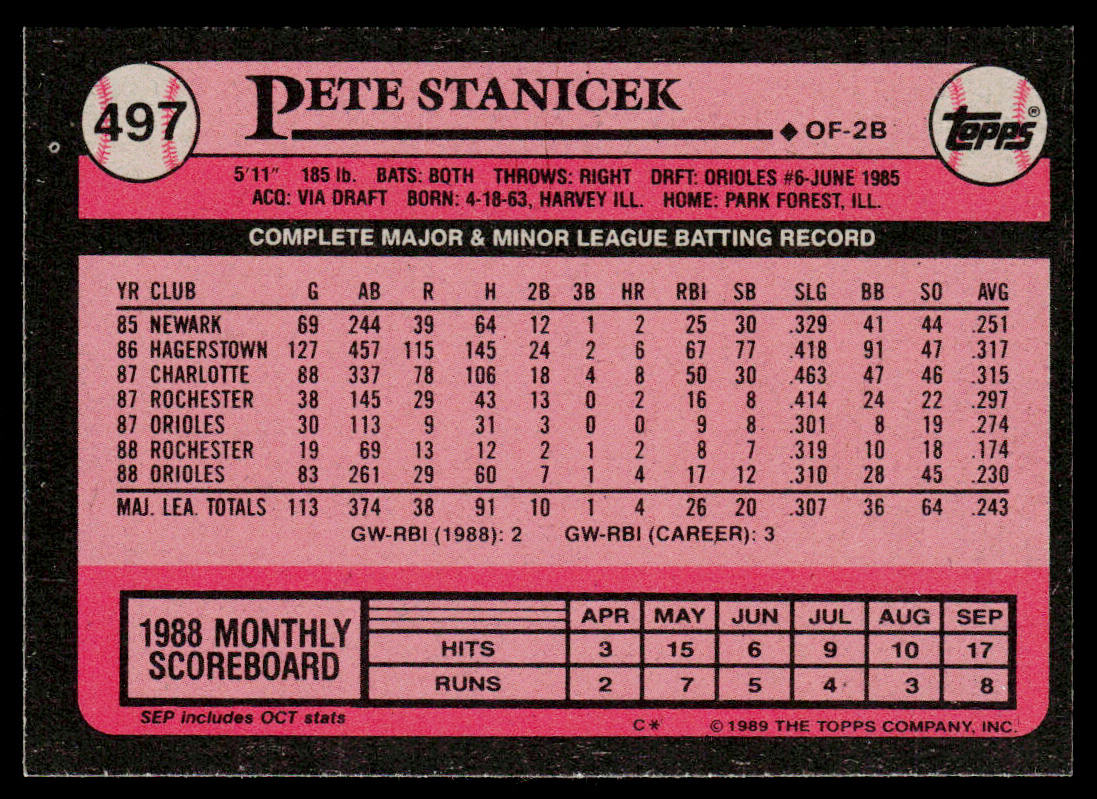 497
PETE STANICEK
◆ OF-2B
TOPPS®
5'11" 185 lb. BATS: BOTH THROWS: RIGHT DRFT: ORIOLES #6-JUNE 1985
ACQ: VIA DRAFT BORN: 4-18-63, HARVEY ILL. HOME: PARK FOREST, ILL.
COMPLETE MAJOR & MINOR LEAGUE BATTING RECORD
YR CLUB G AB R H 2B 3B HR RBI SB SLG BB SO AVG
85 NEWARK 69 244 39 64 12 1 2 25 30 .329 41 44 .251
86 HAGERSTOWN 127 457 115 145 24 2 6 67 77 .418 91 47 .317
87 CHARLOTTE 88 337 78 106 18 4 8 50 30 .463 47 46 .315
87 ROCHESTER 38 145 29 43 13 0 2 16 8 .414 24 22 .297
87 ORIOLES 30 113 9 31 3 0 0 9 8 .301 8 19 .274
88 ROCHESTER 19 69 13 12 2 1 2 8 7 .319 10 18 .174
88 ORIOLES 83 261 29 60 7 1 4 17 12 .310 28 45 .230
MAJ. LEA. TOTALS 113 374 38 91 10 1 4 26 20 .307 36 64 .243
GW-RBI (1988): 2 GW-RBI (CAREER): 3
1988 MONTHLY SCOREBOARD
APR MAY JUN JUL AUG SEP
HITS 3 15 6 9 10 17
RUNS 2 7 5 4 3 8
SEP includes OCT stats
C* © 1989 THE TOPPS COMPANY, INC.